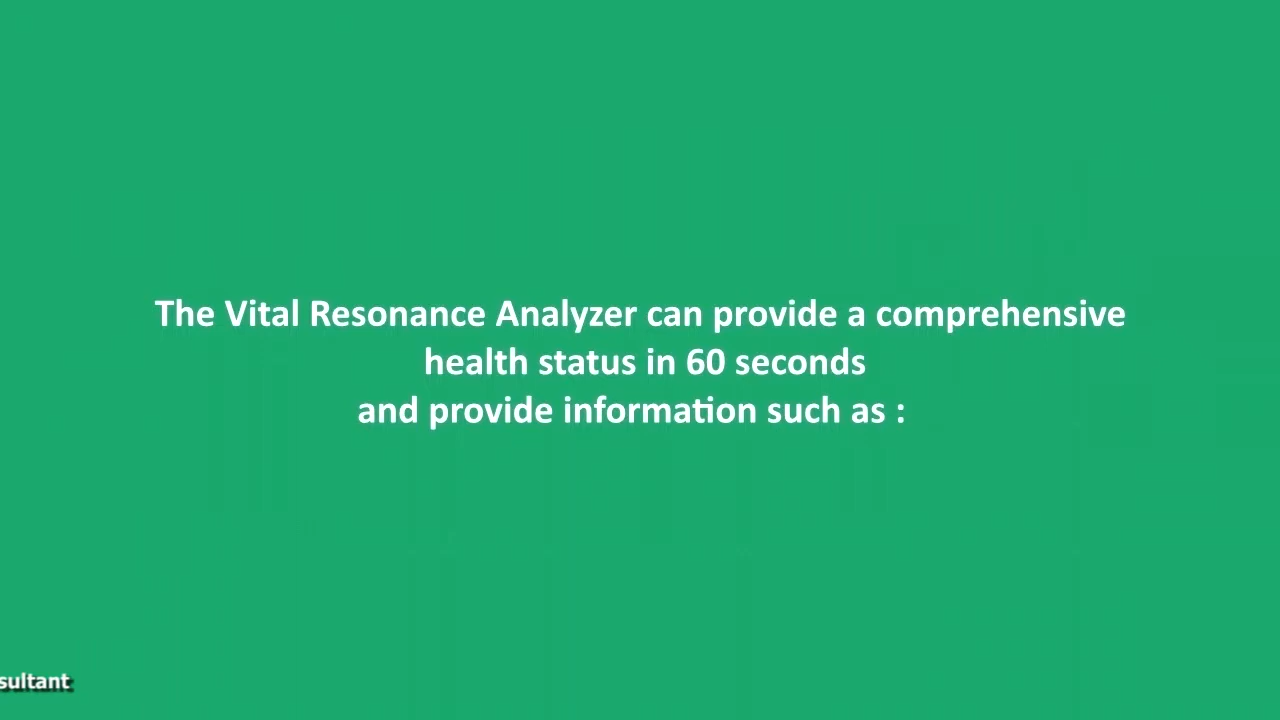 The Vital Resonance Analyzer can provide a comprehensive
health status in 60 seconds
and provide information such as :
sultant